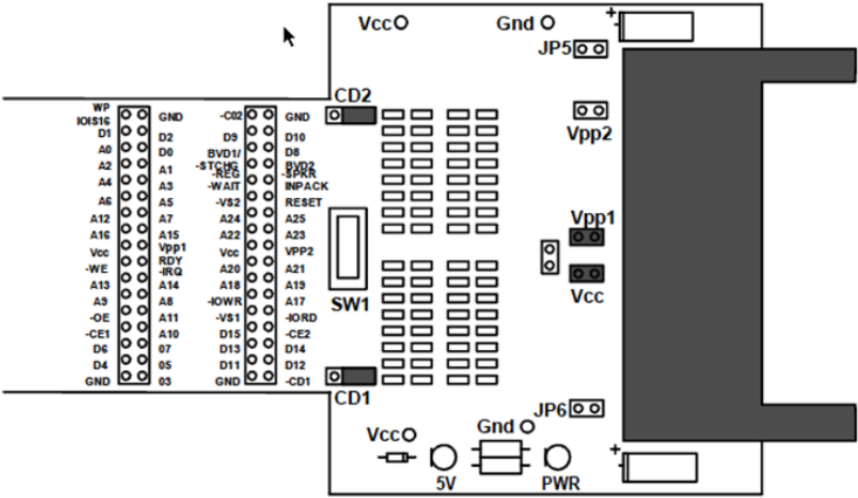 Vcc
Gnd
+
JP5
CD2
Vpp2
WP
IOIS16
GND
-C02
GND
D1
D2
D9
D10
A0
D0
BVD1/
D8
-STCHG
BVD2
A2
A1
-REG
-SPKR
A4
A3
-WAIT
INPACK
A6
A5
-VS2
RESET
A12
A7
A24
A25
A16
A15
A22
A23
Vcc
Vpp1
Vcc
VPP2
RDY
-WE
-IRQ
A20
A21
A13
A14
A18
A19
A9
A8
-IOWR
A17
-OE
A11
-VS1
-IORD
-CE1
A10
D15
-CE2
D6
07
D13
D14
D4
05
D11
D12
GND
03
GND
-CD1
Vpp1
Vcc
SW1
CD1
JP6
Vcc
Gnd
+
5V
PWR